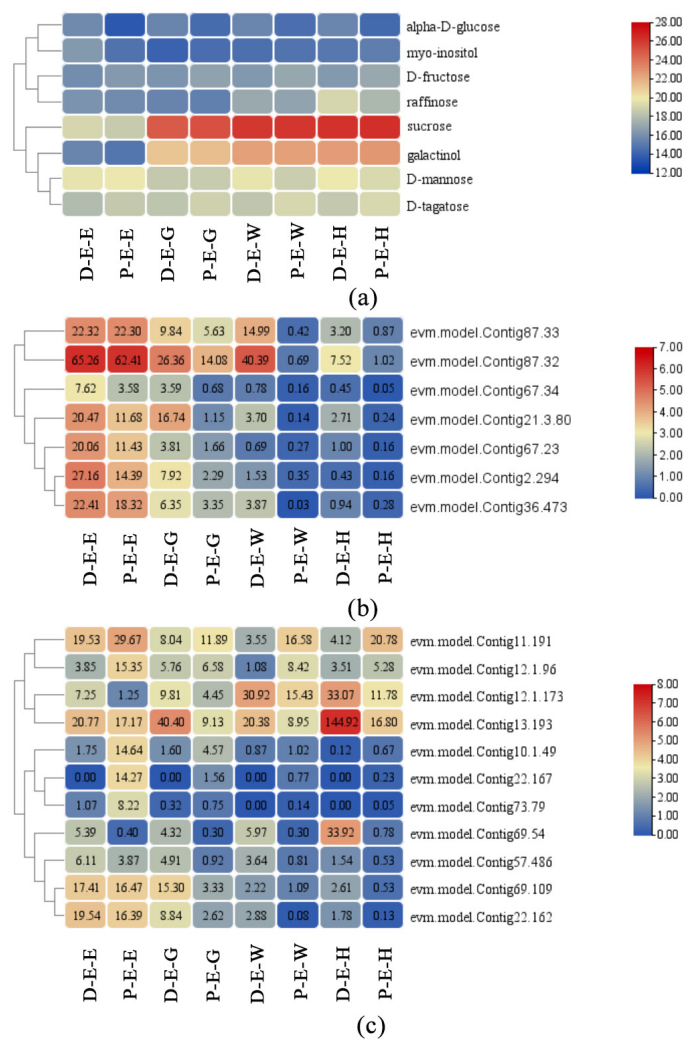 alpha-D-glucose
myo-inositol
D-fructose
raffinose
sucrose
galactinol
D-mannose
D-tagatose
28.00
26.00
24.00
22.00
20.00
18.00
16.00
14.00
12.00
D-E-E P-E-E D-E-G P-E-G D-E-W P-E-W D-E-H P-E-H
(a)
22.32 22.30 9.84 5.63 14.99 0.42 3.20 0.87 evm.model.Contig87.33
65.26 62.41 26.36 14.08 40.39 0.69 7.52 1.02 evm.model.Contig87.32
7.62 3.58 3.59 0.68 0.78 0.16 0.45 0.05 evm.model.Contig67.34
20.47 11.68 16.74 1.15 3.70 0.14 2.71 0.24 evm.model.Contig21.3.80
20.06 11.43 3.81 1.66 0.69 0.27 1.00 0.16 evm.model.Contig67.23
27.16 14.39 7.92 2.29 1.53 0.35 0.43 0.16 evm.model.Contig2.294
22.41 18.32 6.35 3.35 3.87 0.03 0.94 0.28 evm.model.Contig36.473
7.00
6.00
5.00
4.00
3.00
2.00
1.00
0.00
D-E-E P-E-E D-E-G P-E-G D-E-W P-E-W D-E-H P-E-H
(b)
19.53 29.67 8.04 11.89 3.55 16.58 4.12 20.78 evm.model.Contig11.191
3.85 15.35 5.76 6.58 1.08 8.42 3.51 5.28 evm.model.Contig12.1.96
7.25 1.25 9.81 4.45 30.92 15.43 33.07 11.78 evm.model.Contig12.1.173
20.77 17.17 40.40 9.13 20.38 8.95 144.92 16.80 evm.model.Contig13.193
1.75 14.64 1.60 4.57 0.87 1.02 0.12 0.67 evm.model.Contig10.1.49
0.00 14.27 0.00 1.56 0.00 0.77 0.00 0.23 evm.model.Contig22.167
1.07 8.22 0.32 0.75 0.00 0.14 0.00 0.05 evm.model.Contig73.79
5.39 0.40 4.32 0.30 5.97 0.30 33.92 0.78 evm.model.Contig69.54
6.11 3.87 4.91 0.92 3.64 0.81 1.54 0.53 evm.model.Contig57.486
17.41 16.47 15.30 3.33 2.22 1.09 2.61 0.53 evm.model.Contig69.109
19.54 16.39 8.84 2.62 2.88 0.08 1.78 0.13 evm.model.Contig22.162
8.00
7.00
6.00
5.00
4.00
3.00
2.00
1.00
0.00
D-E-E P-E-E D-E-G P-E-G D-E-W P-E-W D-E-H P-E-H
(c)